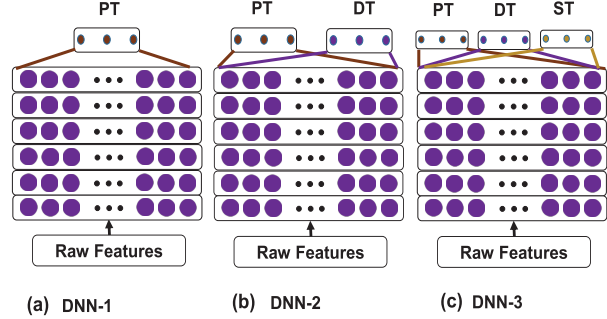 PT PT DT PT DT ST
Raw Features Raw Features Raw Features
(a) DNN-1 (b) DNN-2 (c) DNN-3